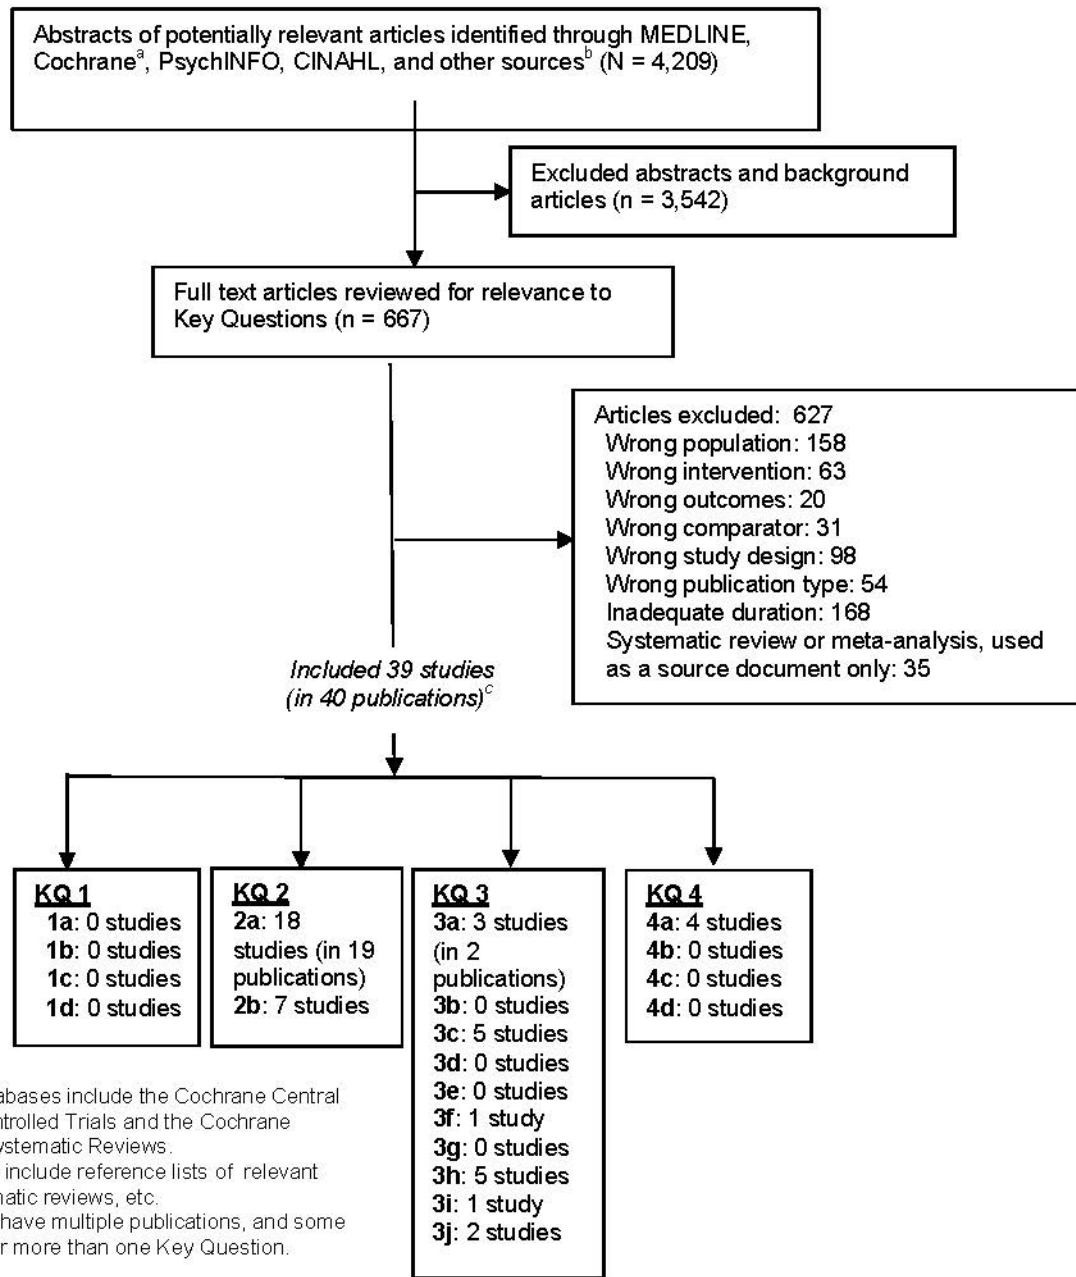 Abstracts of potentially relevant articles identified through MEDLINE,
Cochraneᵃ, PsychINFO, CINAHL, and other sourcesᵇ (N = 4,209)
Excluded abstracts and background
articles (n = 3,542)
Full text articles reviewed for relevance to
Key Questions (n = 667)
Articles excluded: 627
Wrong population: 158
Wrong intervention: 63
Wrong outcomes: 20
Wrong comparator: 31
Wrong study design: 98
Wrong publication type: 54
Inadequate duration: 168
Systematic review or meta-analysis, used
as a source document only: 35
Included 39 studies
(in 40 publications)ᶜ
KQ 1
1a: 0 studies
1b: 0 studies
1c: 0 studies
1d: 0 studies
KQ 2
2a: 18
studies (in 19
publications)
2b: 7 studies
KQ 3
3a: 3 studies
(in 2
publications)
3b: 0 studies
3c: 5 studies
3d: 0 studies
3e: 0 studies
3f: 1 study
3g: 0 studies
3h: 5 studies
3i: 1 study
3j: 2 studies
KQ 4
4a: 4 studies
4b: 0 studies
4c: 0 studies
4d: 0 studies
include the Cochrane Central
Trials and the Cochrane
Reviews.
include reference lists of relevant
reviews, etc.
have multiple publications, and some
more than one Key Question.